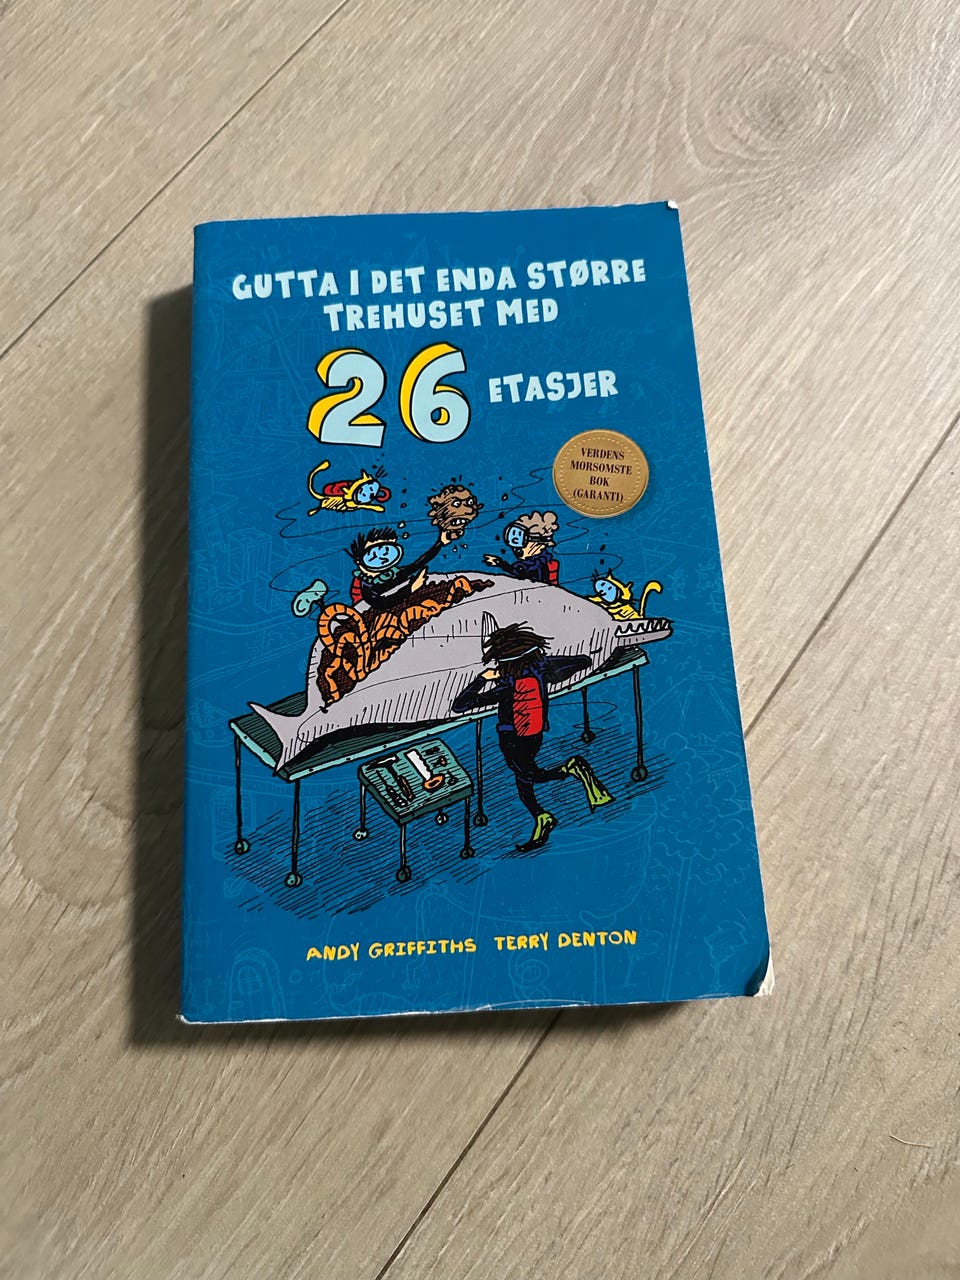 GUTTA I DET ENDA STØRRE
TREHUSET MED
26 ETASJER
VERDENS
MORSOMSTE
BOK
(GARANTI)
ANDY GRIFFITHS TERRY DENTON